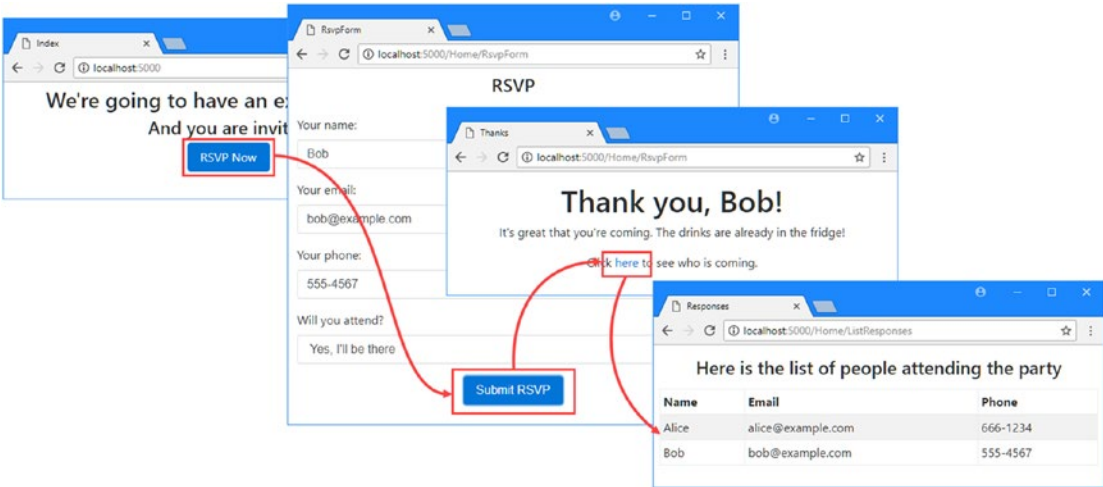 Index
localhost:5000
We're going to have an e
And you are invit
RSVP Now
RsvpForm
localhost:5000/Home/RsvpForm
RSVP
Your name:
Bob
Your email:
bob@example.com
Your phone:
555-4567
Will you attend?
Yes, I'll be there
Submit RSVP
Thanks
localhost:5000/Home/RsvpForm
Thank you, Bob!
It's great that you're coming. The drinks are already in the fridge!
Click here to see who is coming.
Responses
localhost:5000/Home/ListResponses
Here is the list of people attending the party
Name Email Phone
Alice alice@example.com 666-1234
Bob bob@example.com 555-4567